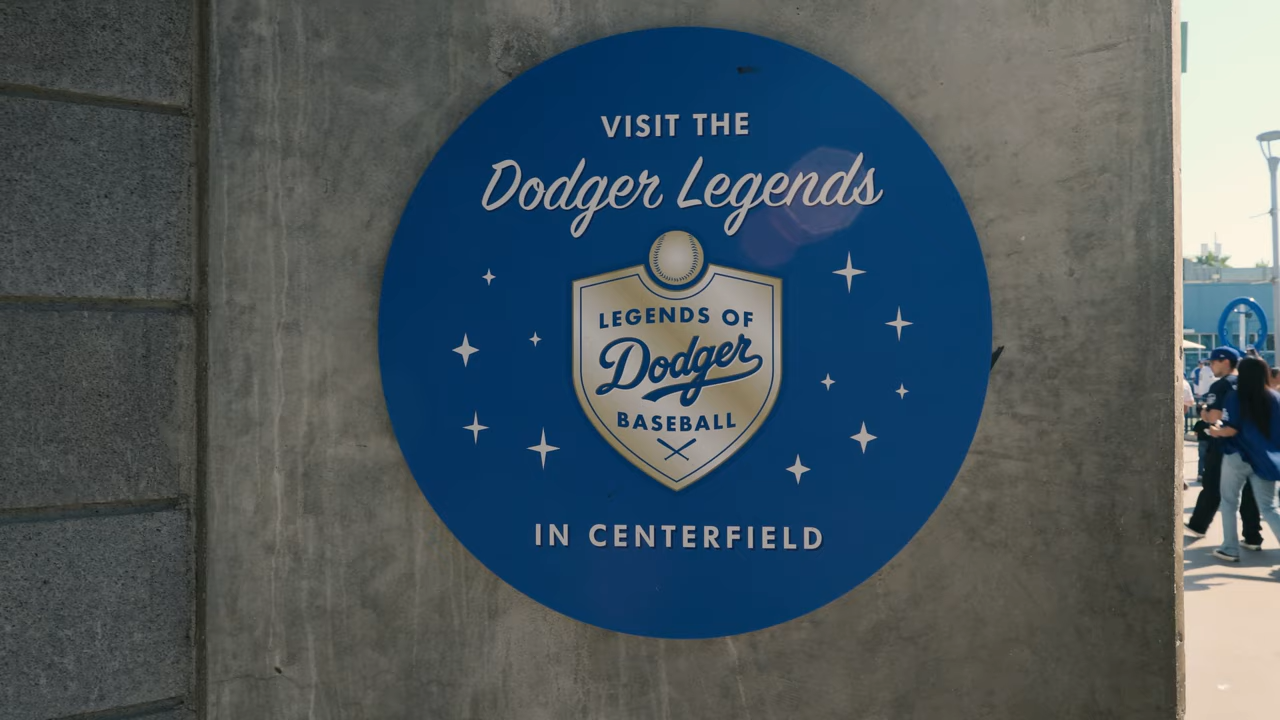 VISIT THE
Dodger Legends
LEGENDS OF
Dodger
BASEBALL
IN CENTERFIELD